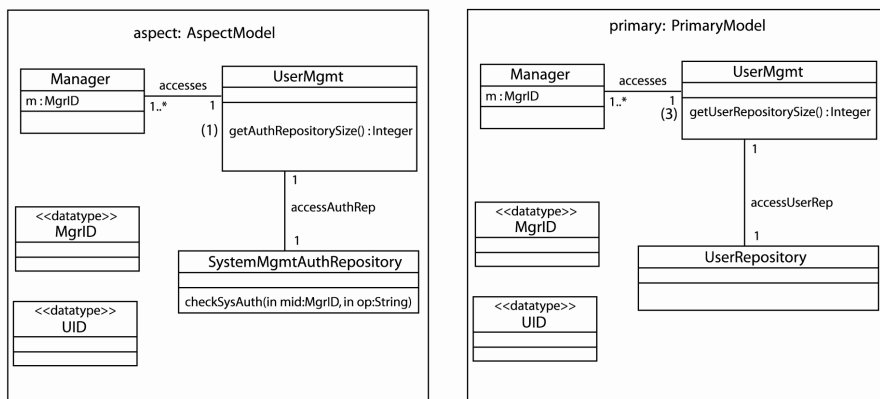 aspect: AspectModel
Manager
m : MgrID
accesses
1..*
1
UserMgmt
(1)
getAuthRepositorySize() : Integer
1
accessAuthRep
1
<<datatype>>
MgrID
SystemMgmtAuthRepository
checkSysAuth(in mid:MgrID, in op:String)
<<datatype>>
UID
primary: PrimaryModel
Manager
m : MgrID
accesses
1..*
1
UserMgmt
(3)
getUserRepositorySize() : Integer
1
accessUserRep
1
<<datatype>>
MgrID
UserRepository
<<datatype>>
UID